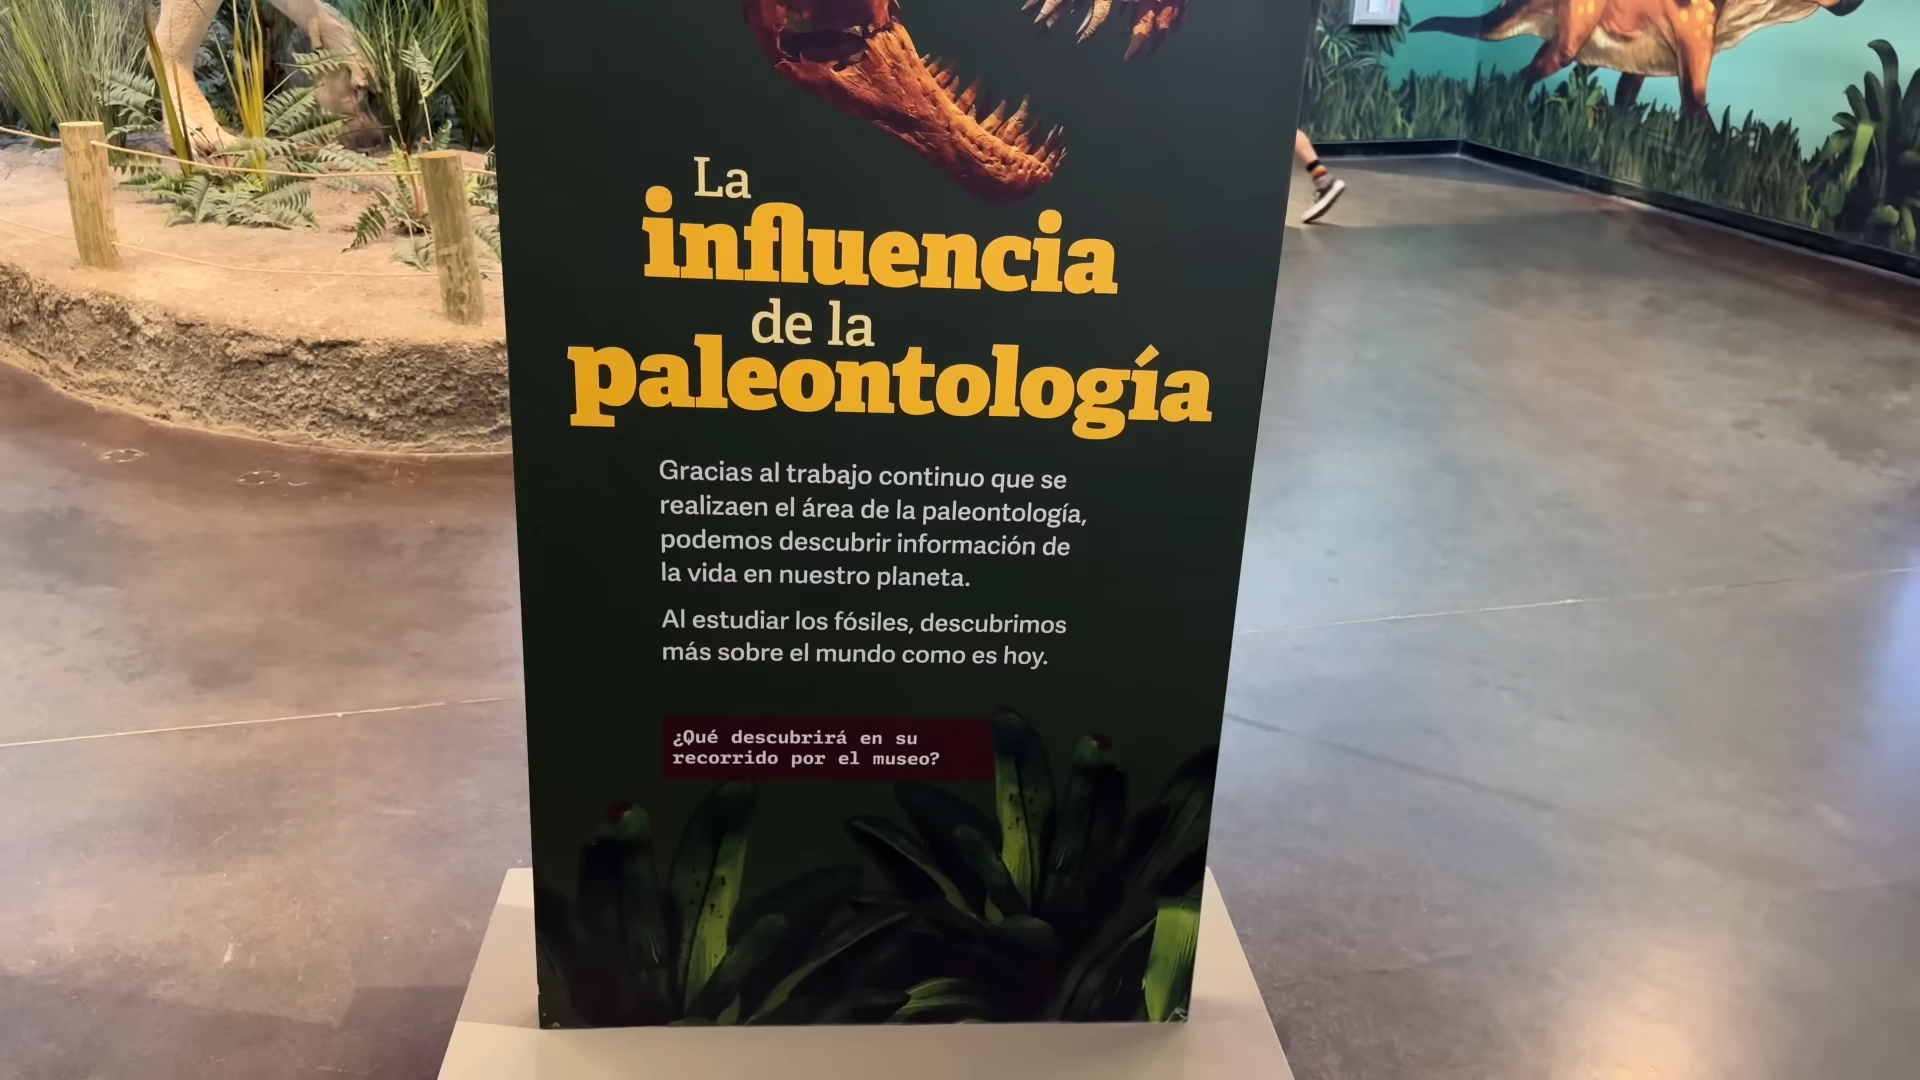 La
influencia
de la
paleontología
Gracias al trabajo continuo que se
realizaen el área de la paleontología,
podemos descubrir información de
la vida en nuestro planeta.
Al estudiar los fósiles, descubrimos
más sobre el mundo como es hoy.
¿Qué descubrirá en su
recorrido por el museo?